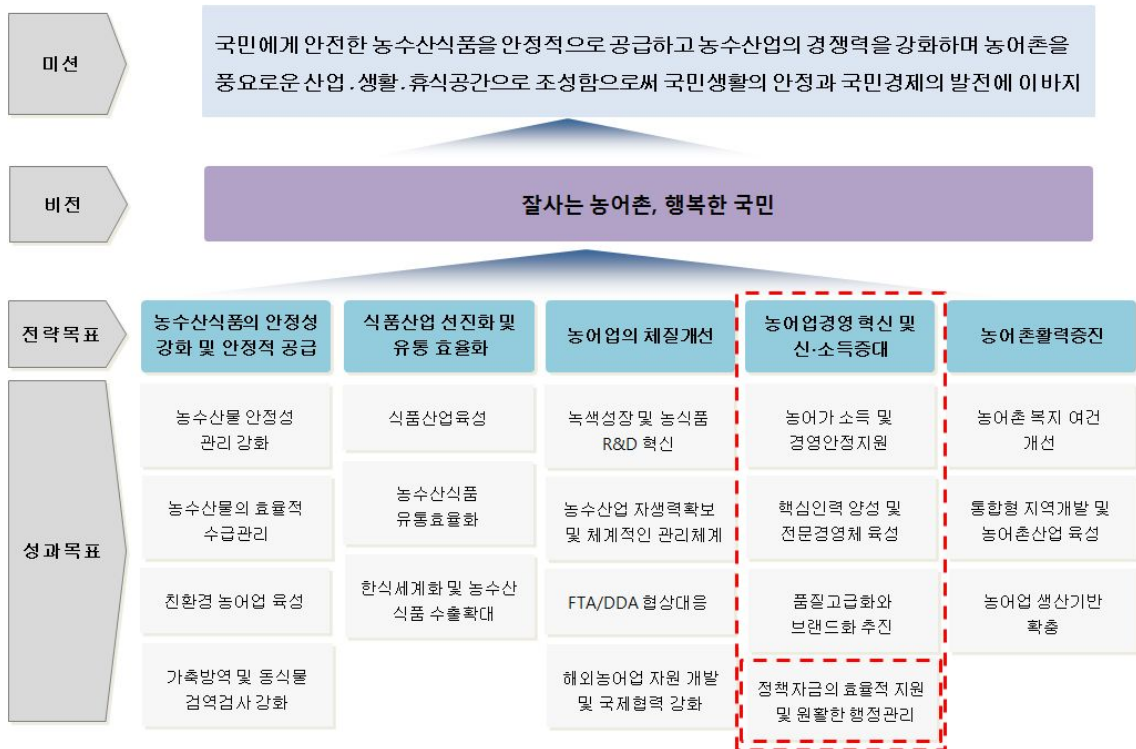 미션
국민에게 안전한 농수산식품을 안정적으로 공급하고 농수산업의 경쟁력을 강화하며 농어촌을
풍요로운 산업.생활.휴식공간으로 조성함으로써 국민생활의 안정과 국민경제의 발전에 이바지
비전
잘사는 농어촌, 행복한 국민
전략목표
농수산식품의 안정성
강화 및 안정적 공급
식품산업 선진화 및
유통 효율화
농어업의 체질개선
농어업경영 혁신 및
신·소득증대
농어촌활력증진
성과목표
농수산물 안정성
관리 강화
농수산물의 효율적
수급관리
친환경 농어업 육성
가축방역 및 동식물
검역검사 강화
식품산업육성
농수산식품
유통효율화
한식세계화 및 농수산
식품 수출확대
녹색성장 및 농식품
R&D 혁신
농수산업 자생력확보
및 체계적인 관리체계
FTA/DDA 협상대응
해외농어업 자원 개발
및 국제협력 강화
농어가 소득 및
경영안정지원
핵심인력 양성 및
전문경영체 육성
품질고급화와
브랜드화 추진
정책자금의 효율적 지원
및 원활한 행정관리
농어촌 복지 여건
개선
통합형 지역개발 및
농어촌산업 육성
농어업 생산기반
확충